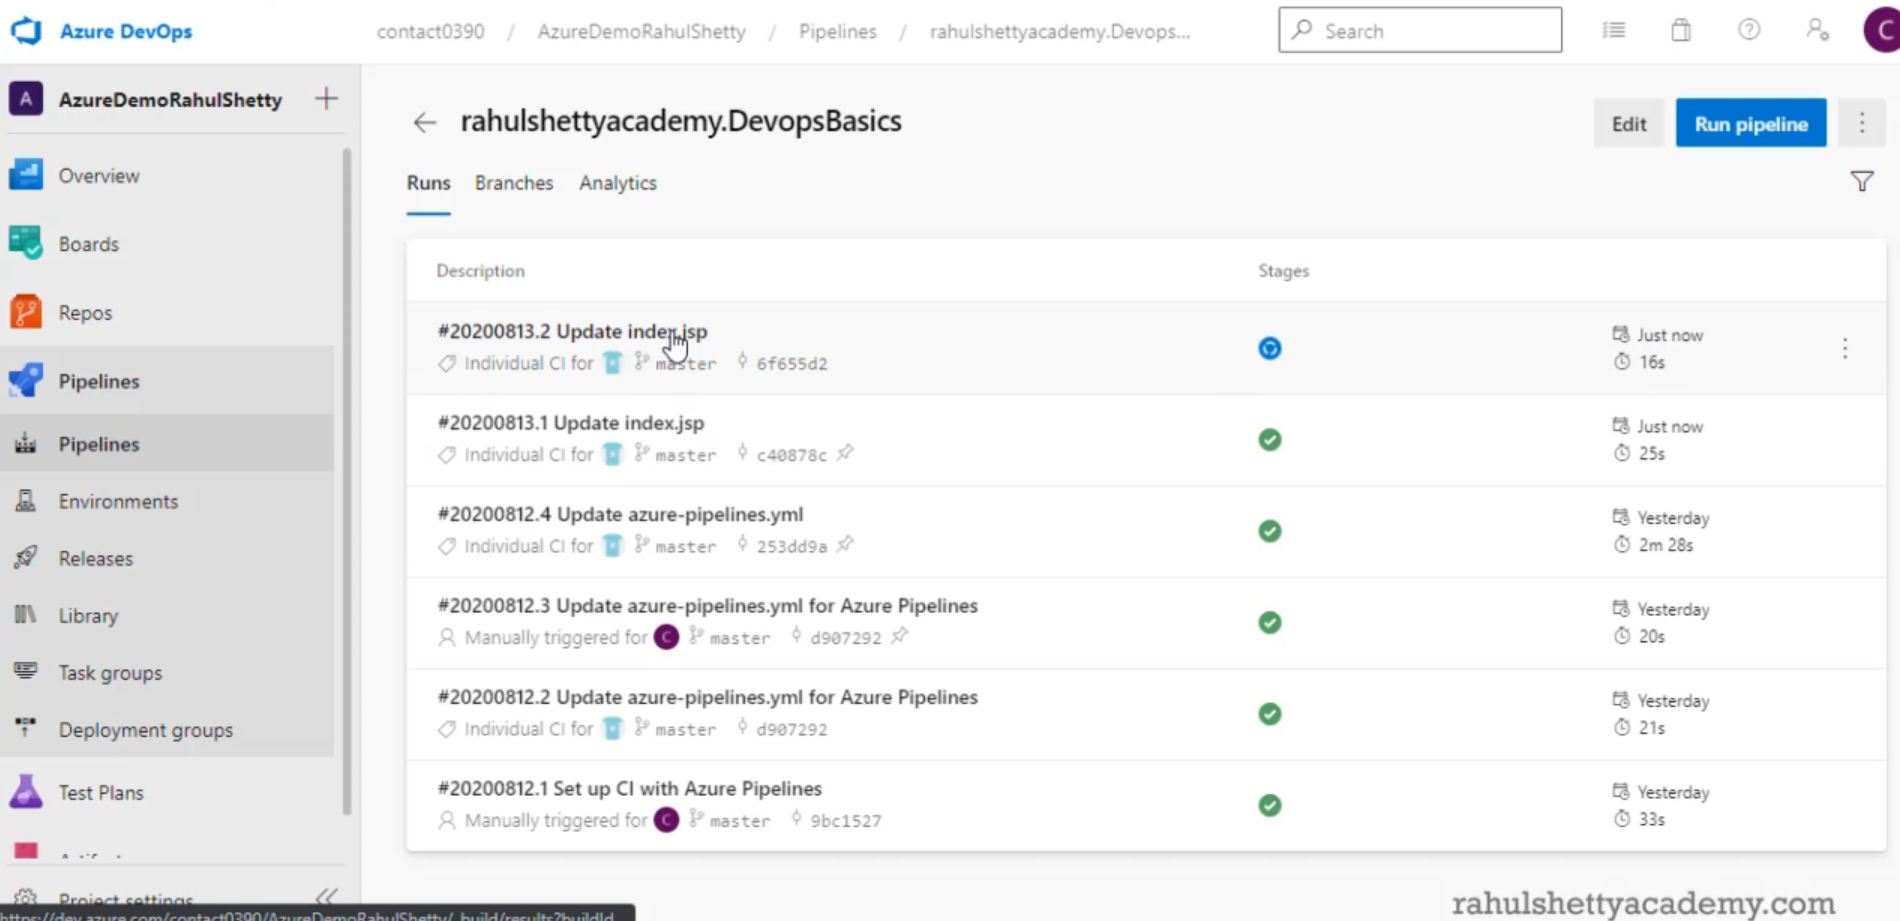 Azure DevOps
contact0390 / AzureDemoRahulShetty / Pipelines / rahulshettyacademy.Devops...
Search
C
A AzureDemoRahulShetty
Overview
Boards
Repos
Pipelines
Pipelines
Environments
Releases
Library
Task groups
Deployment groups
Test Plans
Project settings
https://dev.azure.com/contact0390/AzureDemoRahulShetty/_build/results?buildId
rahulshettyacademy.DevopsBasics
Edit
Run pipeline
Runs Branches Analytics
Description Stages
#20200813.2 Update index.jsp
Individual CI for master 6f655d2
Just now
16s
#20200813.1 Update index.jsp
Individual CI for master c40878c
Just now
25s
#20200812.4 Update azure-pipelines.yml
Individual CI for master 253dd9a
Yesterday
2m 28s
#20200812.3 Update azure-pipelines.yml for Azure Pipelines
Manually triggered for C master d907292
Yesterday
20s
#20200812.2 Update azure-pipelines.yml for Azure Pipelines
Individual CI for master d907292
Yesterday
21s
#20200812.1 Set up CI with Azure Pipelines
Manually triggered for C master 9bc1527
Yesterday
33s
rahulshettyacademy.com